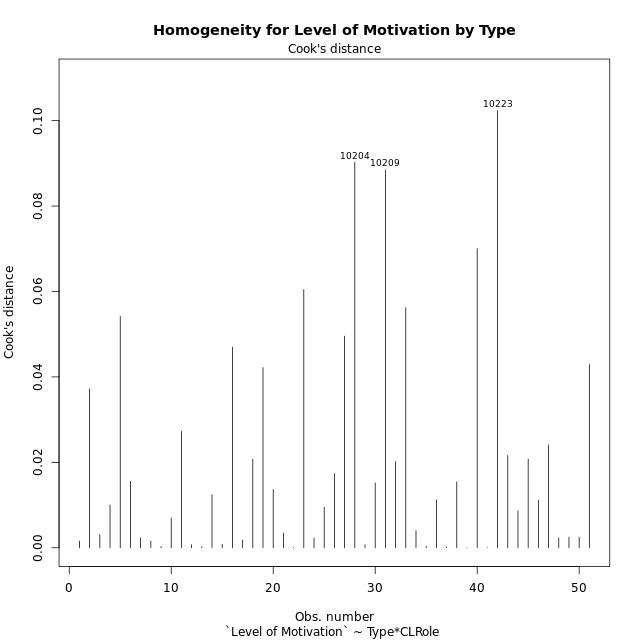 Homogeneity for Level of Motivation by Type
Cook's distance
10223
10204
10209
Cook's distance
0.10
0.08
0.06
0.04
0.02
0.00
0 10 20 30 40 50
Obs. number
`Level of Motivation` ~ Type*CLRole